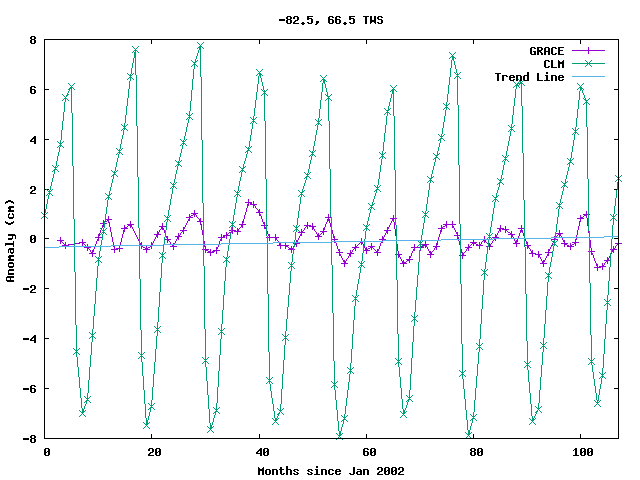 -82.5, 66.5 TWS
GRACE
CLM
Trend Line
8
6
4
2
0
-2
-4
-6
-8
Anomaly (cm)
0 20 40 60 80 100
Months since Jan 2002